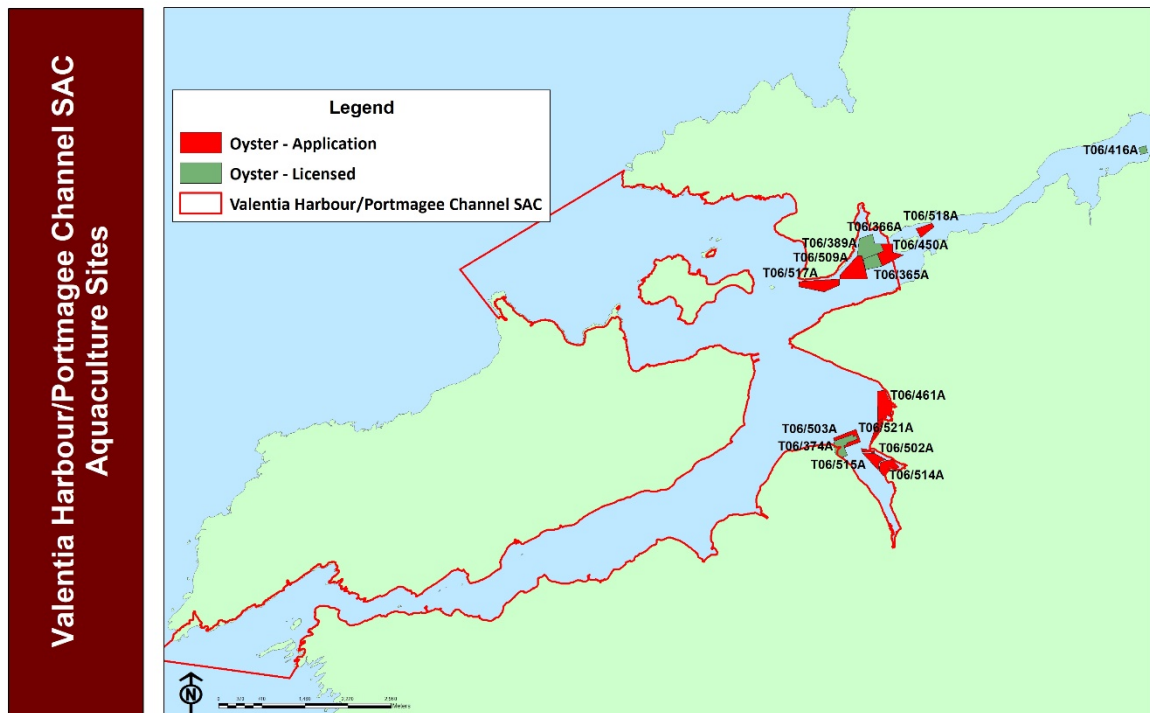 Valentia Harbour/Portmagee Channel SAC
Aquaculture Sites
Legend
Oyster - Application
Oyster - Licensed
Valentia Harbour/Portmagee Channel SAC
T06/416A
T06/518A
T06/366A
T06/389A
T06/450A
T06/509A
T06/365A
T06/517A
T06/461A
T06/503A
T06/521A
T06/374A
T06/502A
T06/515A
T06/514A
N
0
Meters